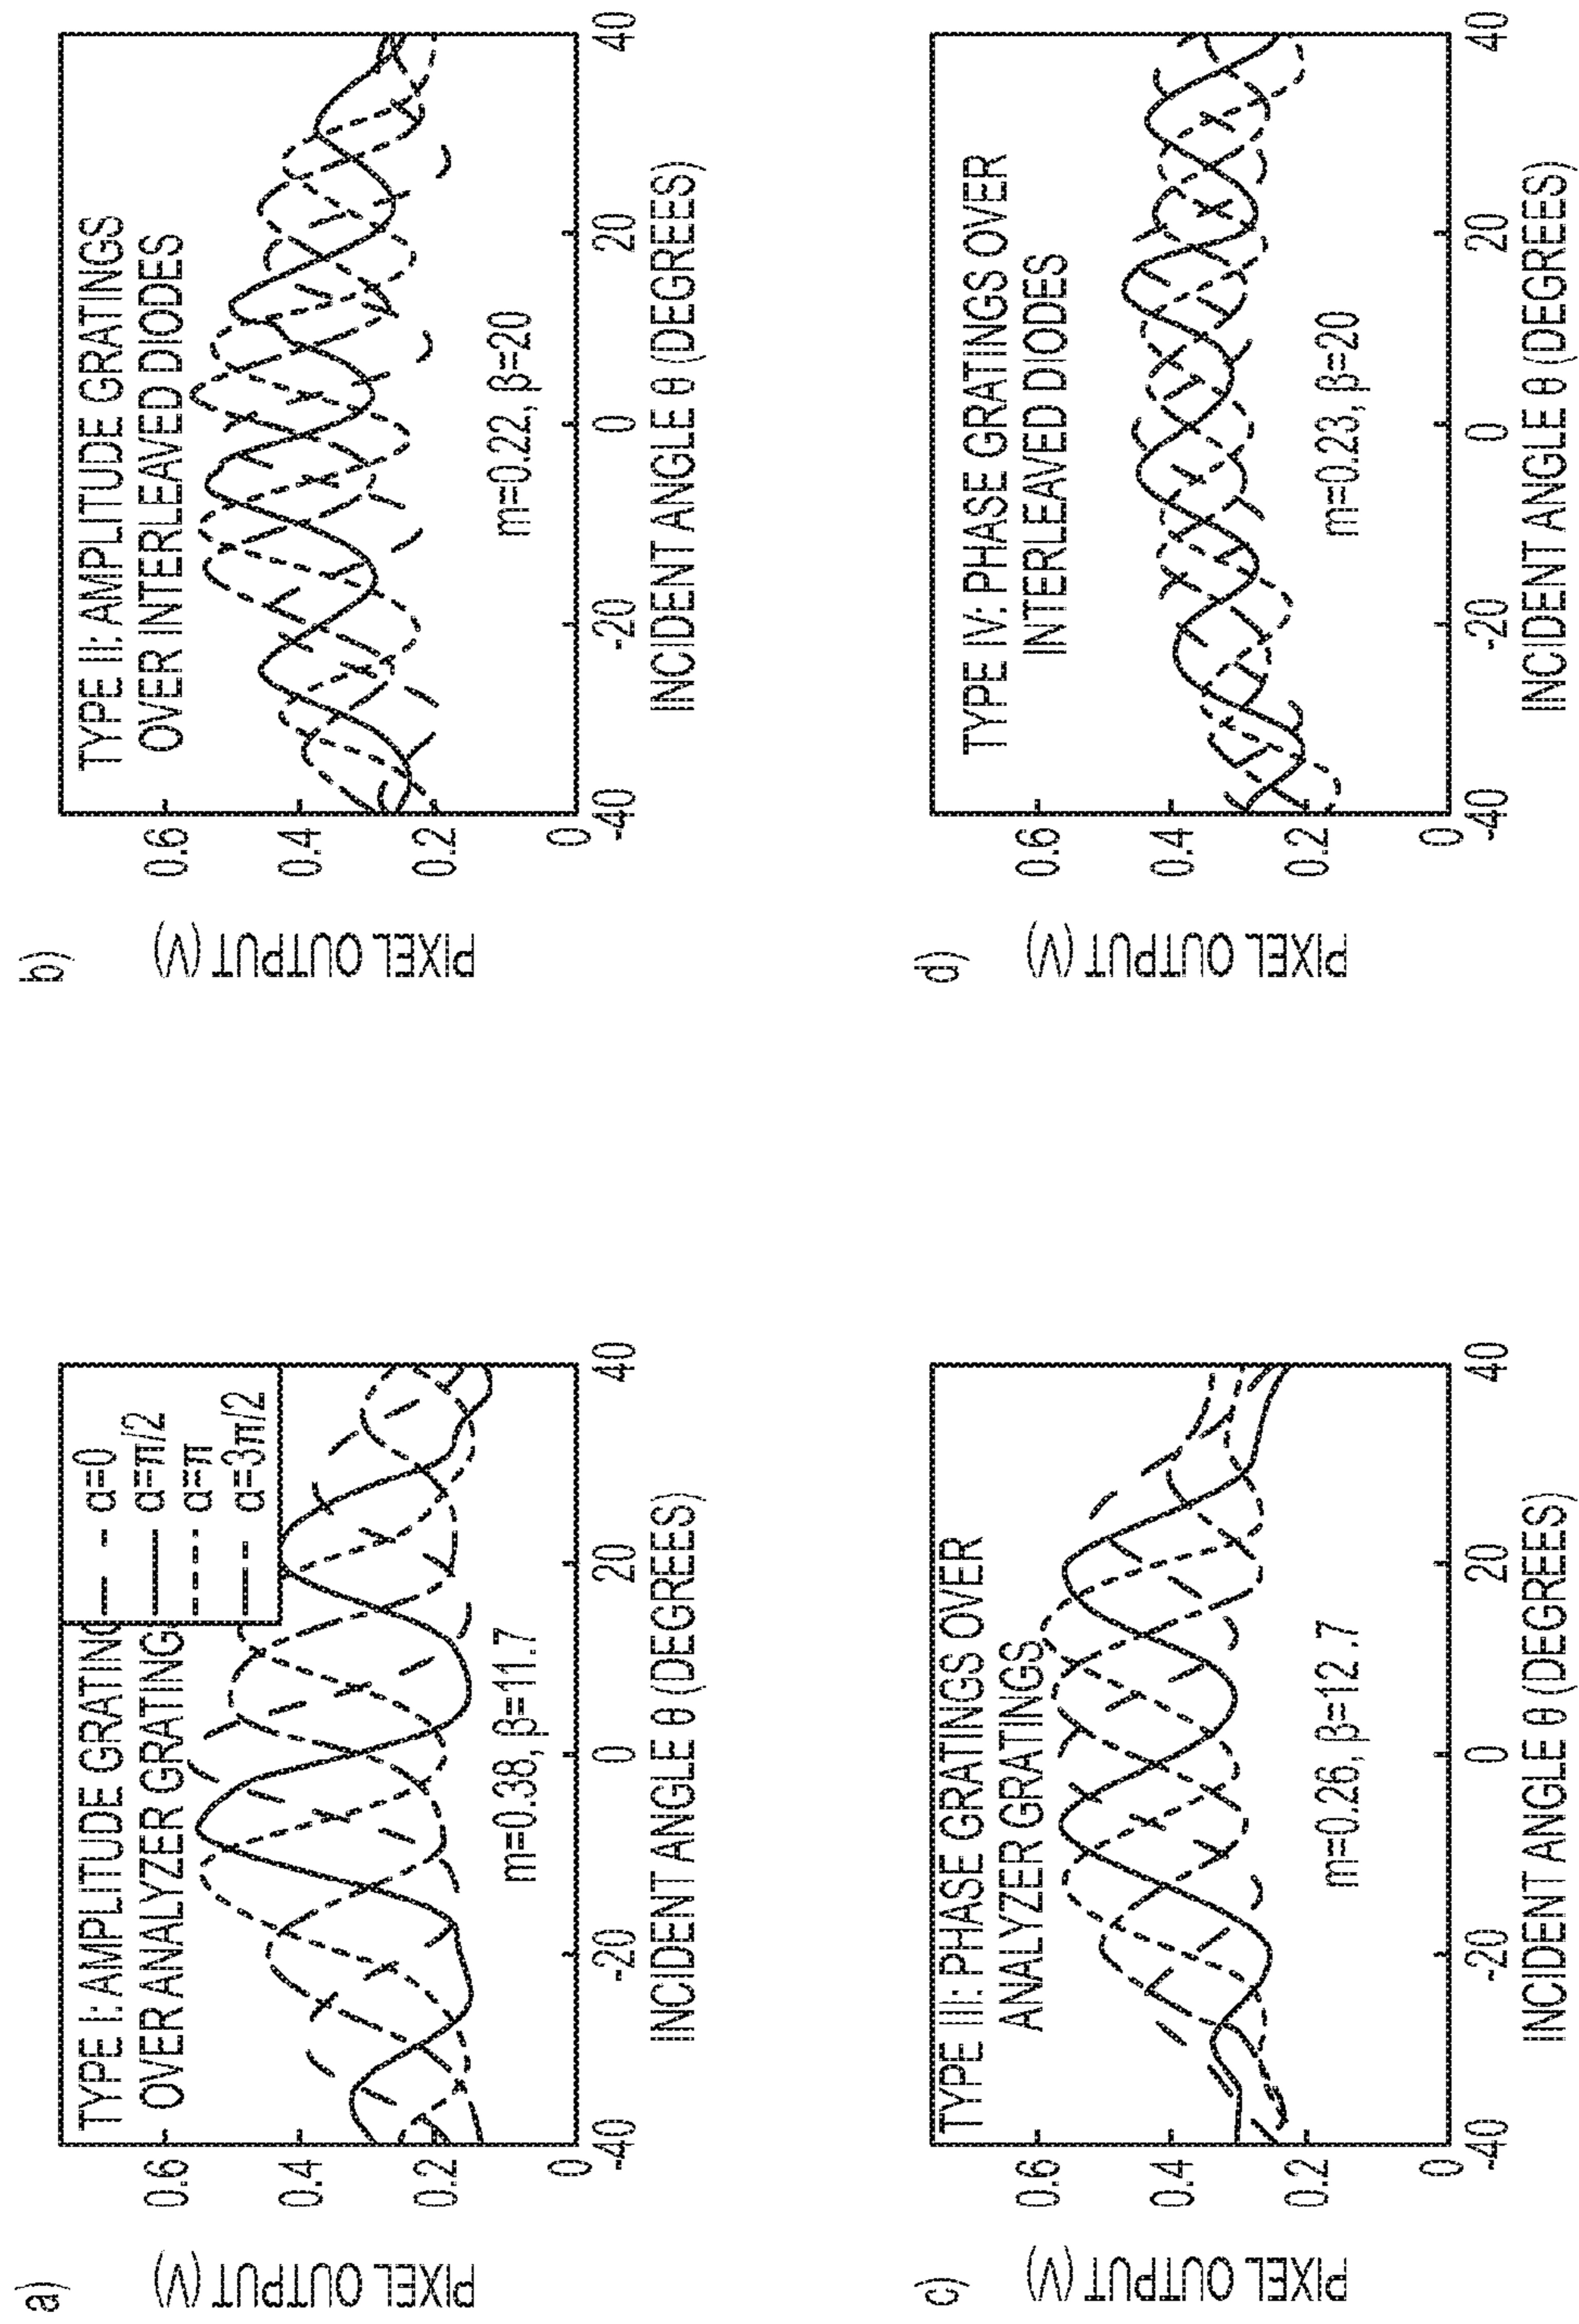 a)
TYPE I: AMPLITUDE GRATING
OVER ANALYZER GRATING
α=0
α=π/2
α=π
α=3π/2
m=0.38, β=11.7
PIXEL OUTPUT (V)
0.6
0.4
0.2
0
-40
-20
0
20
40
INCIDENT ANGLE θ (DEGREES)
b)
TYPE II: AMPLITUDE GRATINGS
OVER INTERLEAVED DIODES
m=0.22, β=20
PIXEL OUTPUT (V)
0.6
0.4
0.2
0
-40
-20
0
20
40
INCIDENT ANGLE θ (DEGREES)
c)
TYPE III: PHASE GRATINGS OVER
ANALYZER GRATINGS
m=0.26, β=12.7
PIXEL OUTPUT (V)
0.6
0.4
0.2
0
-40
-20
0
20
40
INCIDENT ANGLE θ (DEGREES)
d)
TYPE IV: PHASE GRATINGS OVER
INTERLEAVED DIODES
m=0.23, β=20
PIXEL OUTPUT (V)
0.6
0.4
0.2
0
-40
-20
0
20
40
INCIDENT ANGLE θ (DEGREES)